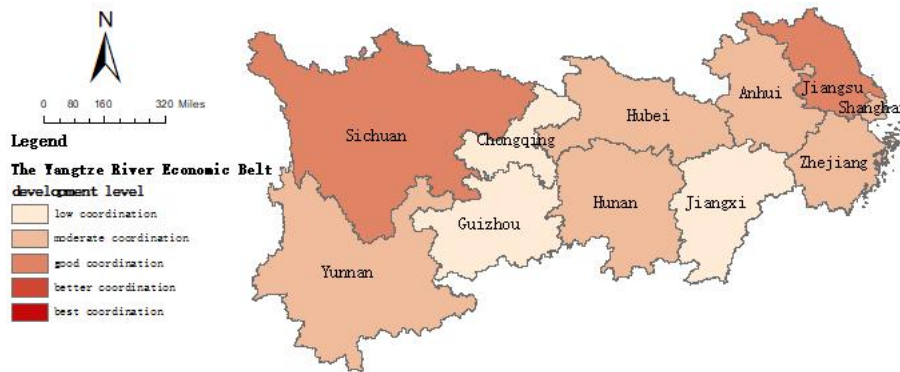 N
0 80 160 320 Miles
Legend
The Yangtze River Economic Belt
development level
low coordination
moderate coordination
good coordination
better coordination
best coordination
Sichuan
Chongqing
Hubei
Anhui
Jiangsu
Shanghai
Zhejiang
Guizhou
Hunan
Jiangxi
Yunnan